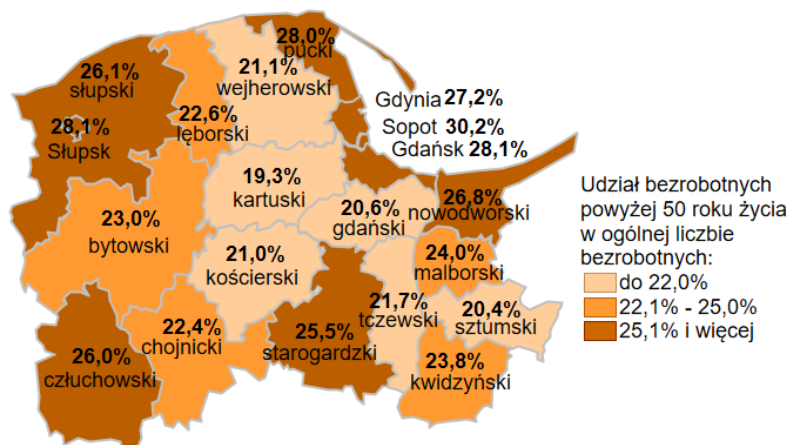 28,0%
pucki
26,1%
słupski
21,1%
wejherowski
Gdynia 27,2%
22,6%
lęborski
28,1%
Słupsk
Sopot 30,2%
Gdańsk 28,1%
19,3%
kartuski
26,8%
nowodworski
20,6%
gdański
23,0%
bytowski
21,0%
kościerski
24,0%
malborski
21,7%
tczewski
20,4%
sztumski
22,4%
chojnicki
25,5%
starogardzki
26,0%
człuchowski
23,8%
kwidzyński
Udział bezrobotnych
powyżej 50 roku życia
w ogólnej liczbie
bezrobotnych:
do 22,0%
22,1% - 25,0%
25,1% i więcej